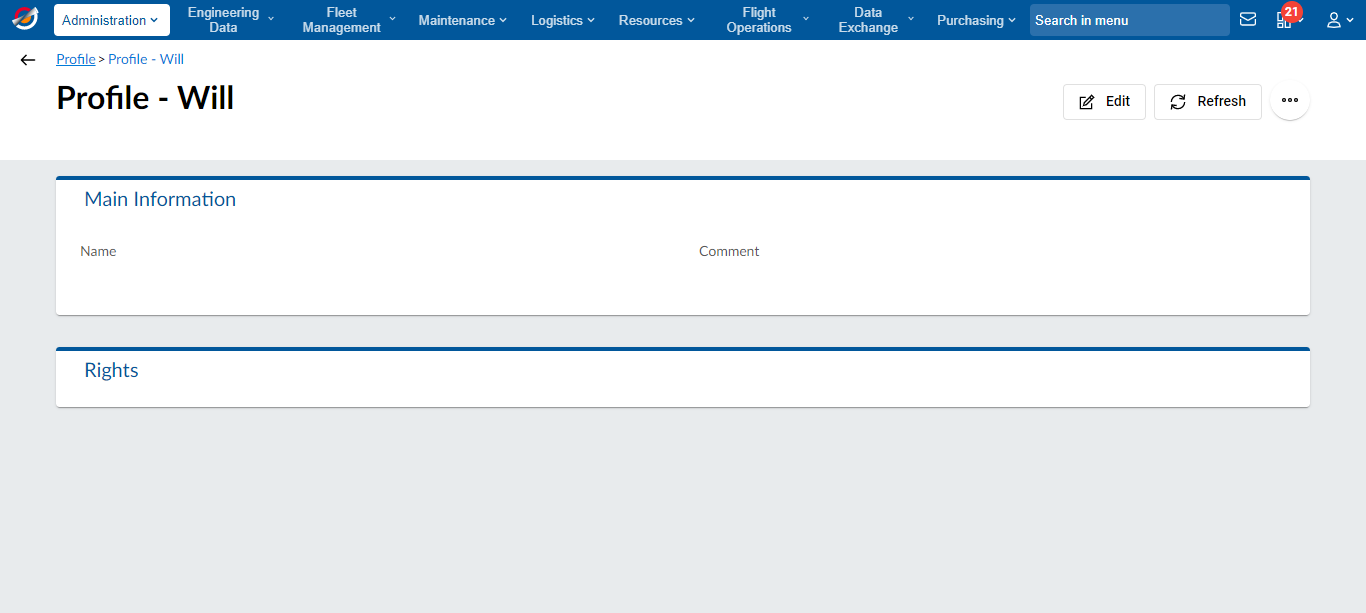 Administration
Engineering
Data
Fleet
Management
Maintenance
Logistics
Resources
Flight
Operations
Data
Exchange
Purchasing
Search in menu
21
Profile > Profile - Will
Profile - Will
Edit
Refresh
Main Information
Name
Comment
Rights